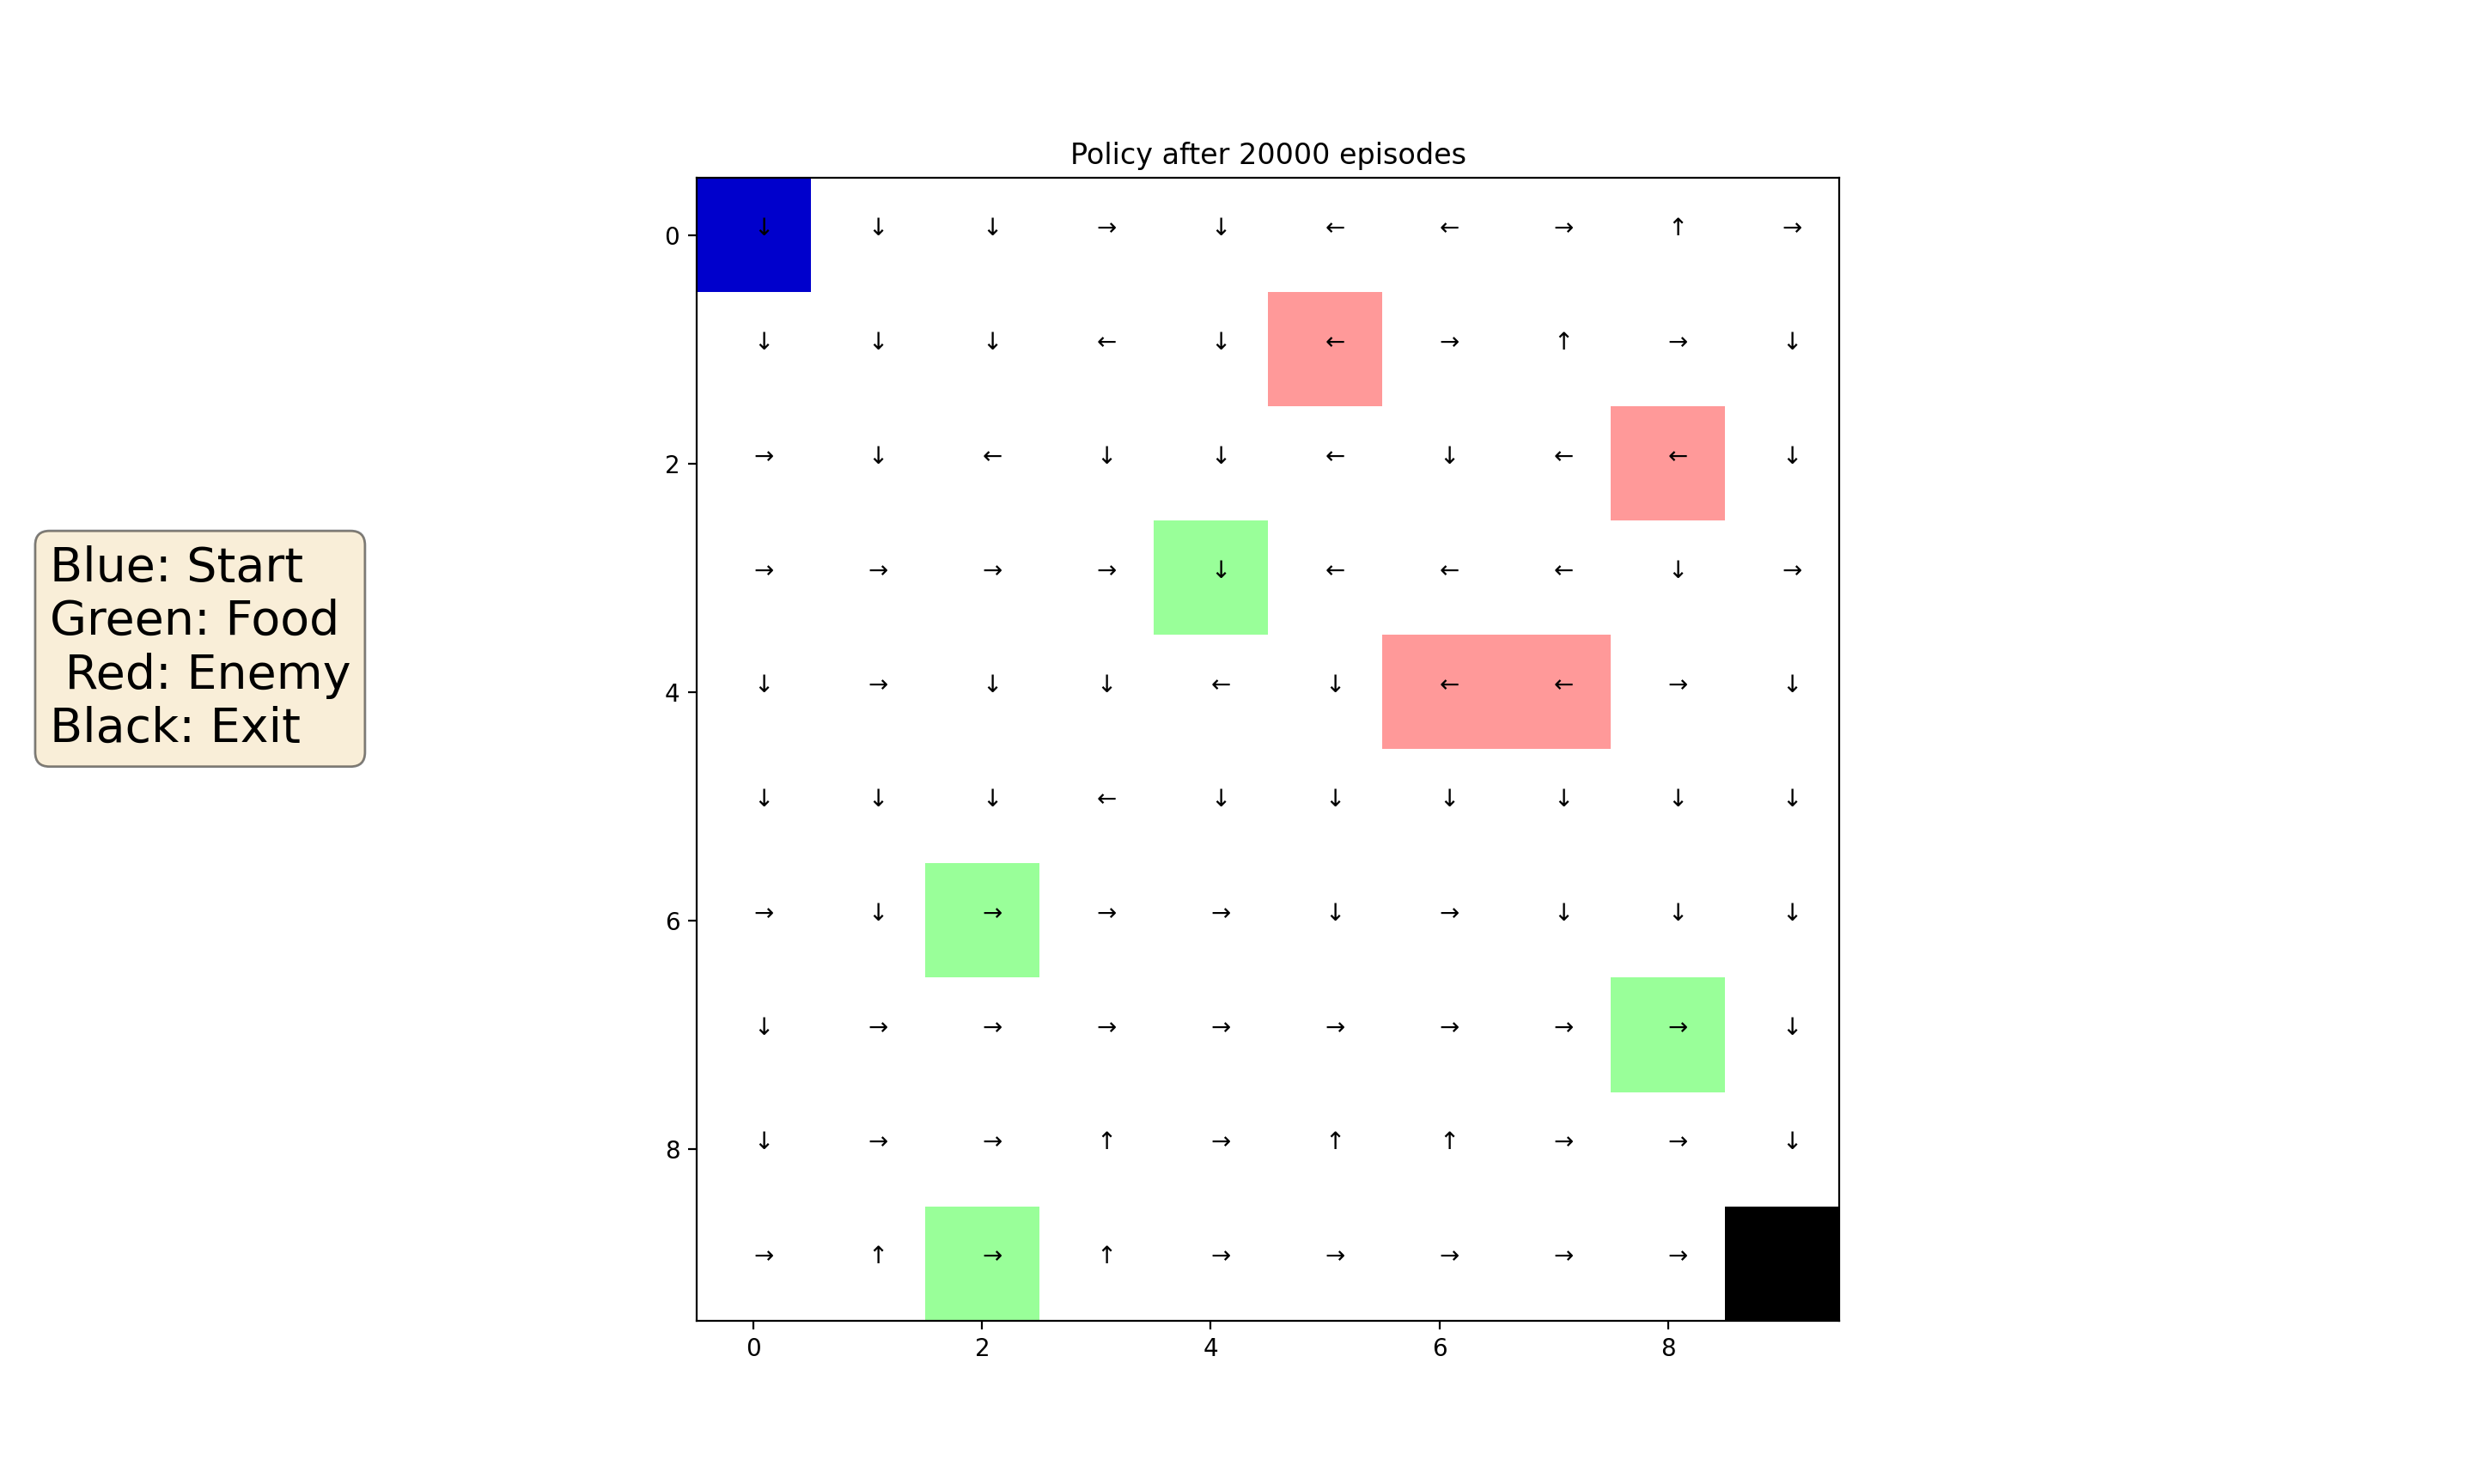 Policy after 20000 episodes
0 ↓ ↓ ↓ → ↓ ← ← → ↑ →
↓ ↓ ↓ ← ↓ ← → ↑ → ↓
2 → ↓ ← ↓ ↓ ← ↓ ← ← ↓
→ → → → ↓ ← ← ← ↓ →
4 ↓ → ↓ ↓ ← ↓ ← ← → ↓
↓ ↓ ↓ ← ↓ ↓ ↓ ↓ ↓ ↓
6 → ↓ → → → ↓ → ↓ ↓ ↓
↓ → → → → → → → → ↓
8 ↓ → → ↑ → ↑ ↑ → → ↓
→ ↑ → ↑ → → → → →
0 2 4 6 8
Blue: Start
Green: Food
Red: Enemy
Black: Exit